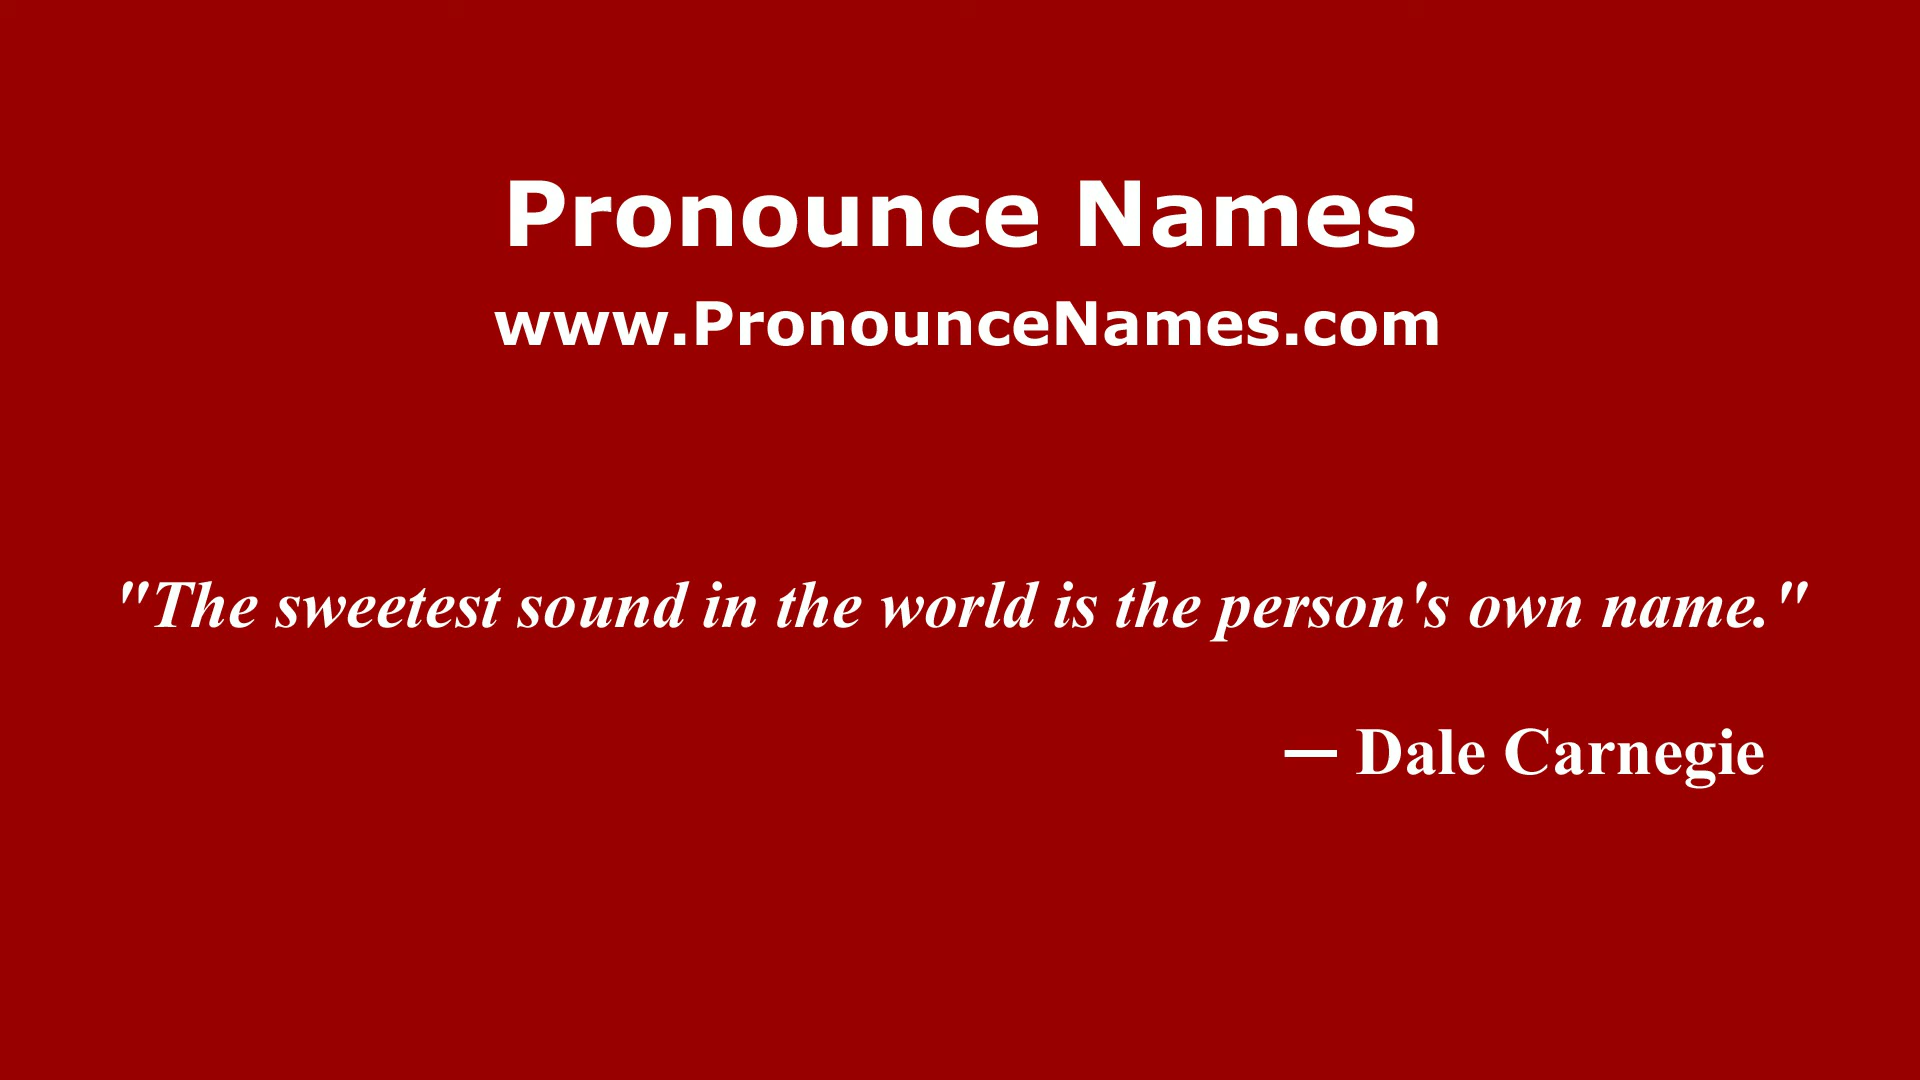 Pronounce Names
www.PronounceNames.com
"The sweetest sound in the world is the person's own name."
— Dale Carnegie